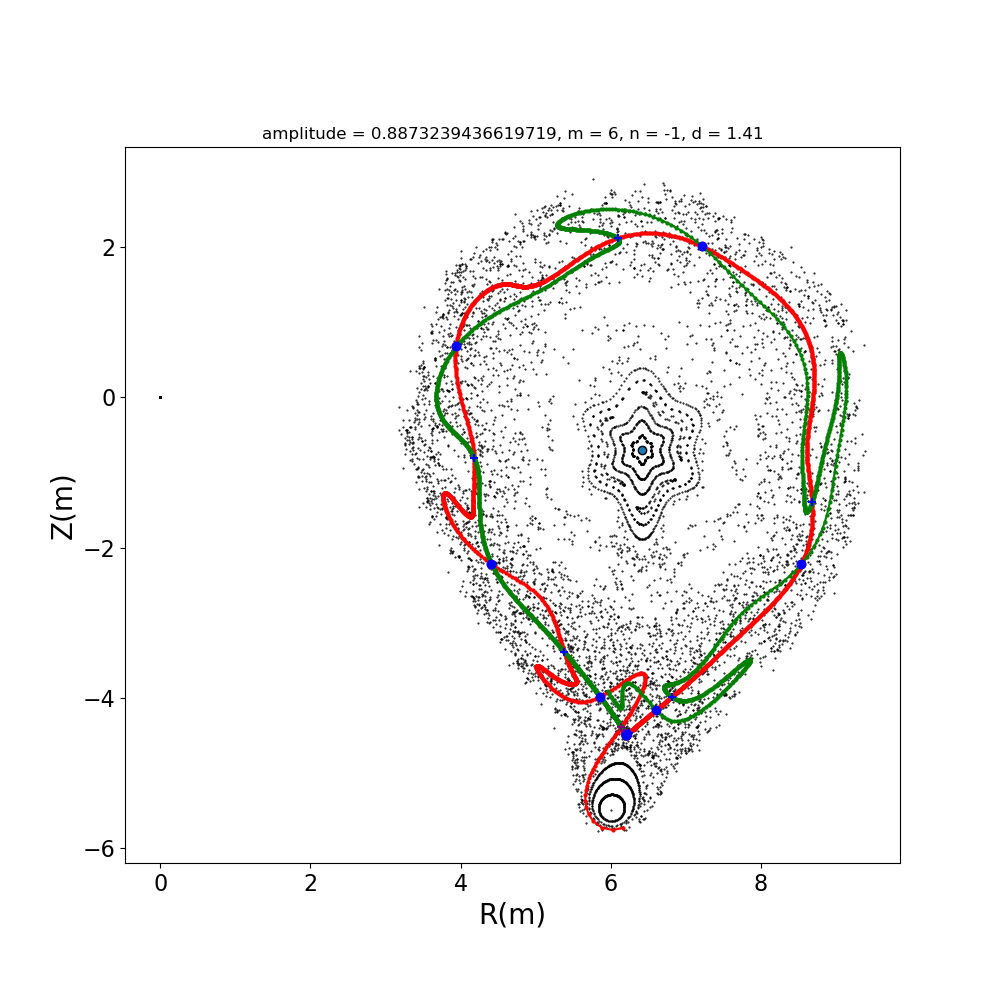 amplitude = 0.8873239436619719, m = 6, n = -1, d = 1.41
2
0
−2
−4
−6
Z(m)
0 2 4 6 8
R(m)